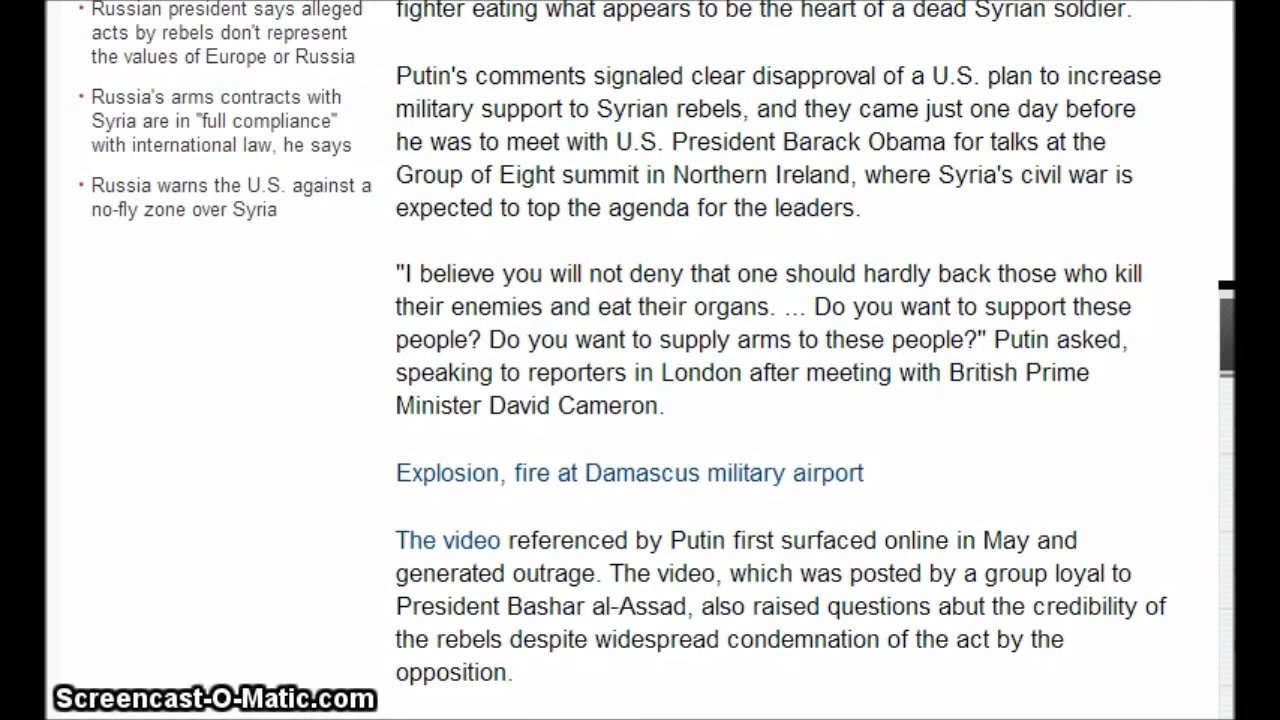 Russian president says alleged
acts by rebels don't represent
the values of Europe or Russia
Russia's arms contracts with
Syria are in "full compliance"
with international law, he says
Russia warns the U.S. against a
no-fly zone over Syria
fighter eating what appears to be the heart of a dead Syrian soldier.
Putin's comments signaled clear disapproval of a U.S. plan to increase
military support to Syrian rebels, and they came just one day before
he was to meet with U.S. President Barack Obama for talks at the
Group of Eight summit in Northern Ireland, where Syria's civil war is
expected to top the agenda for the leaders.
"I believe you will not deny that one should hardly back those who kill
their enemies and eat their organs. ... Do you want to support these
people? Do you want to supply arms to these people?" Putin asked,
speaking to reporters in London after meeting with British Prime
Minister David Cameron.
Explosion, fire at Damascus military airport
The video referenced by Putin first surfaced online in May and
generated outrage. The video, which was posted by a group loyal to
President Bashar al-Assad, also raised questions abut the credibility of
the rebels despite widespread condemnation of the act by the
opposition.
Screencast-O-Matic.com